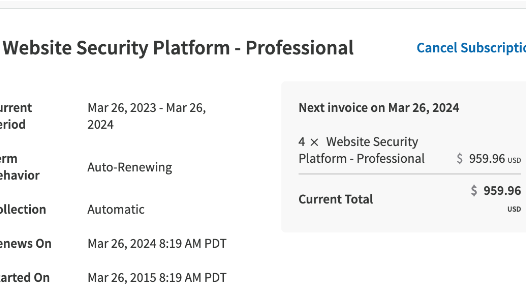 Website Security Platform - Professional
Cancel Subscriptio
urrent
eriod
Mar 26, 2023 - Mar 26,
2024
erm
ehavior
Auto-Renewing
ollection
Automatic
enews On
Mar 26, 2024 8:19 AM PDT
arted On
Mar 26, 2015 8:19 AM PDT
Next invoice on Mar 26, 2024
4 × Website Security
Platform - Professional
$ 959.96 USD
Current Total
$ 959.96
USD